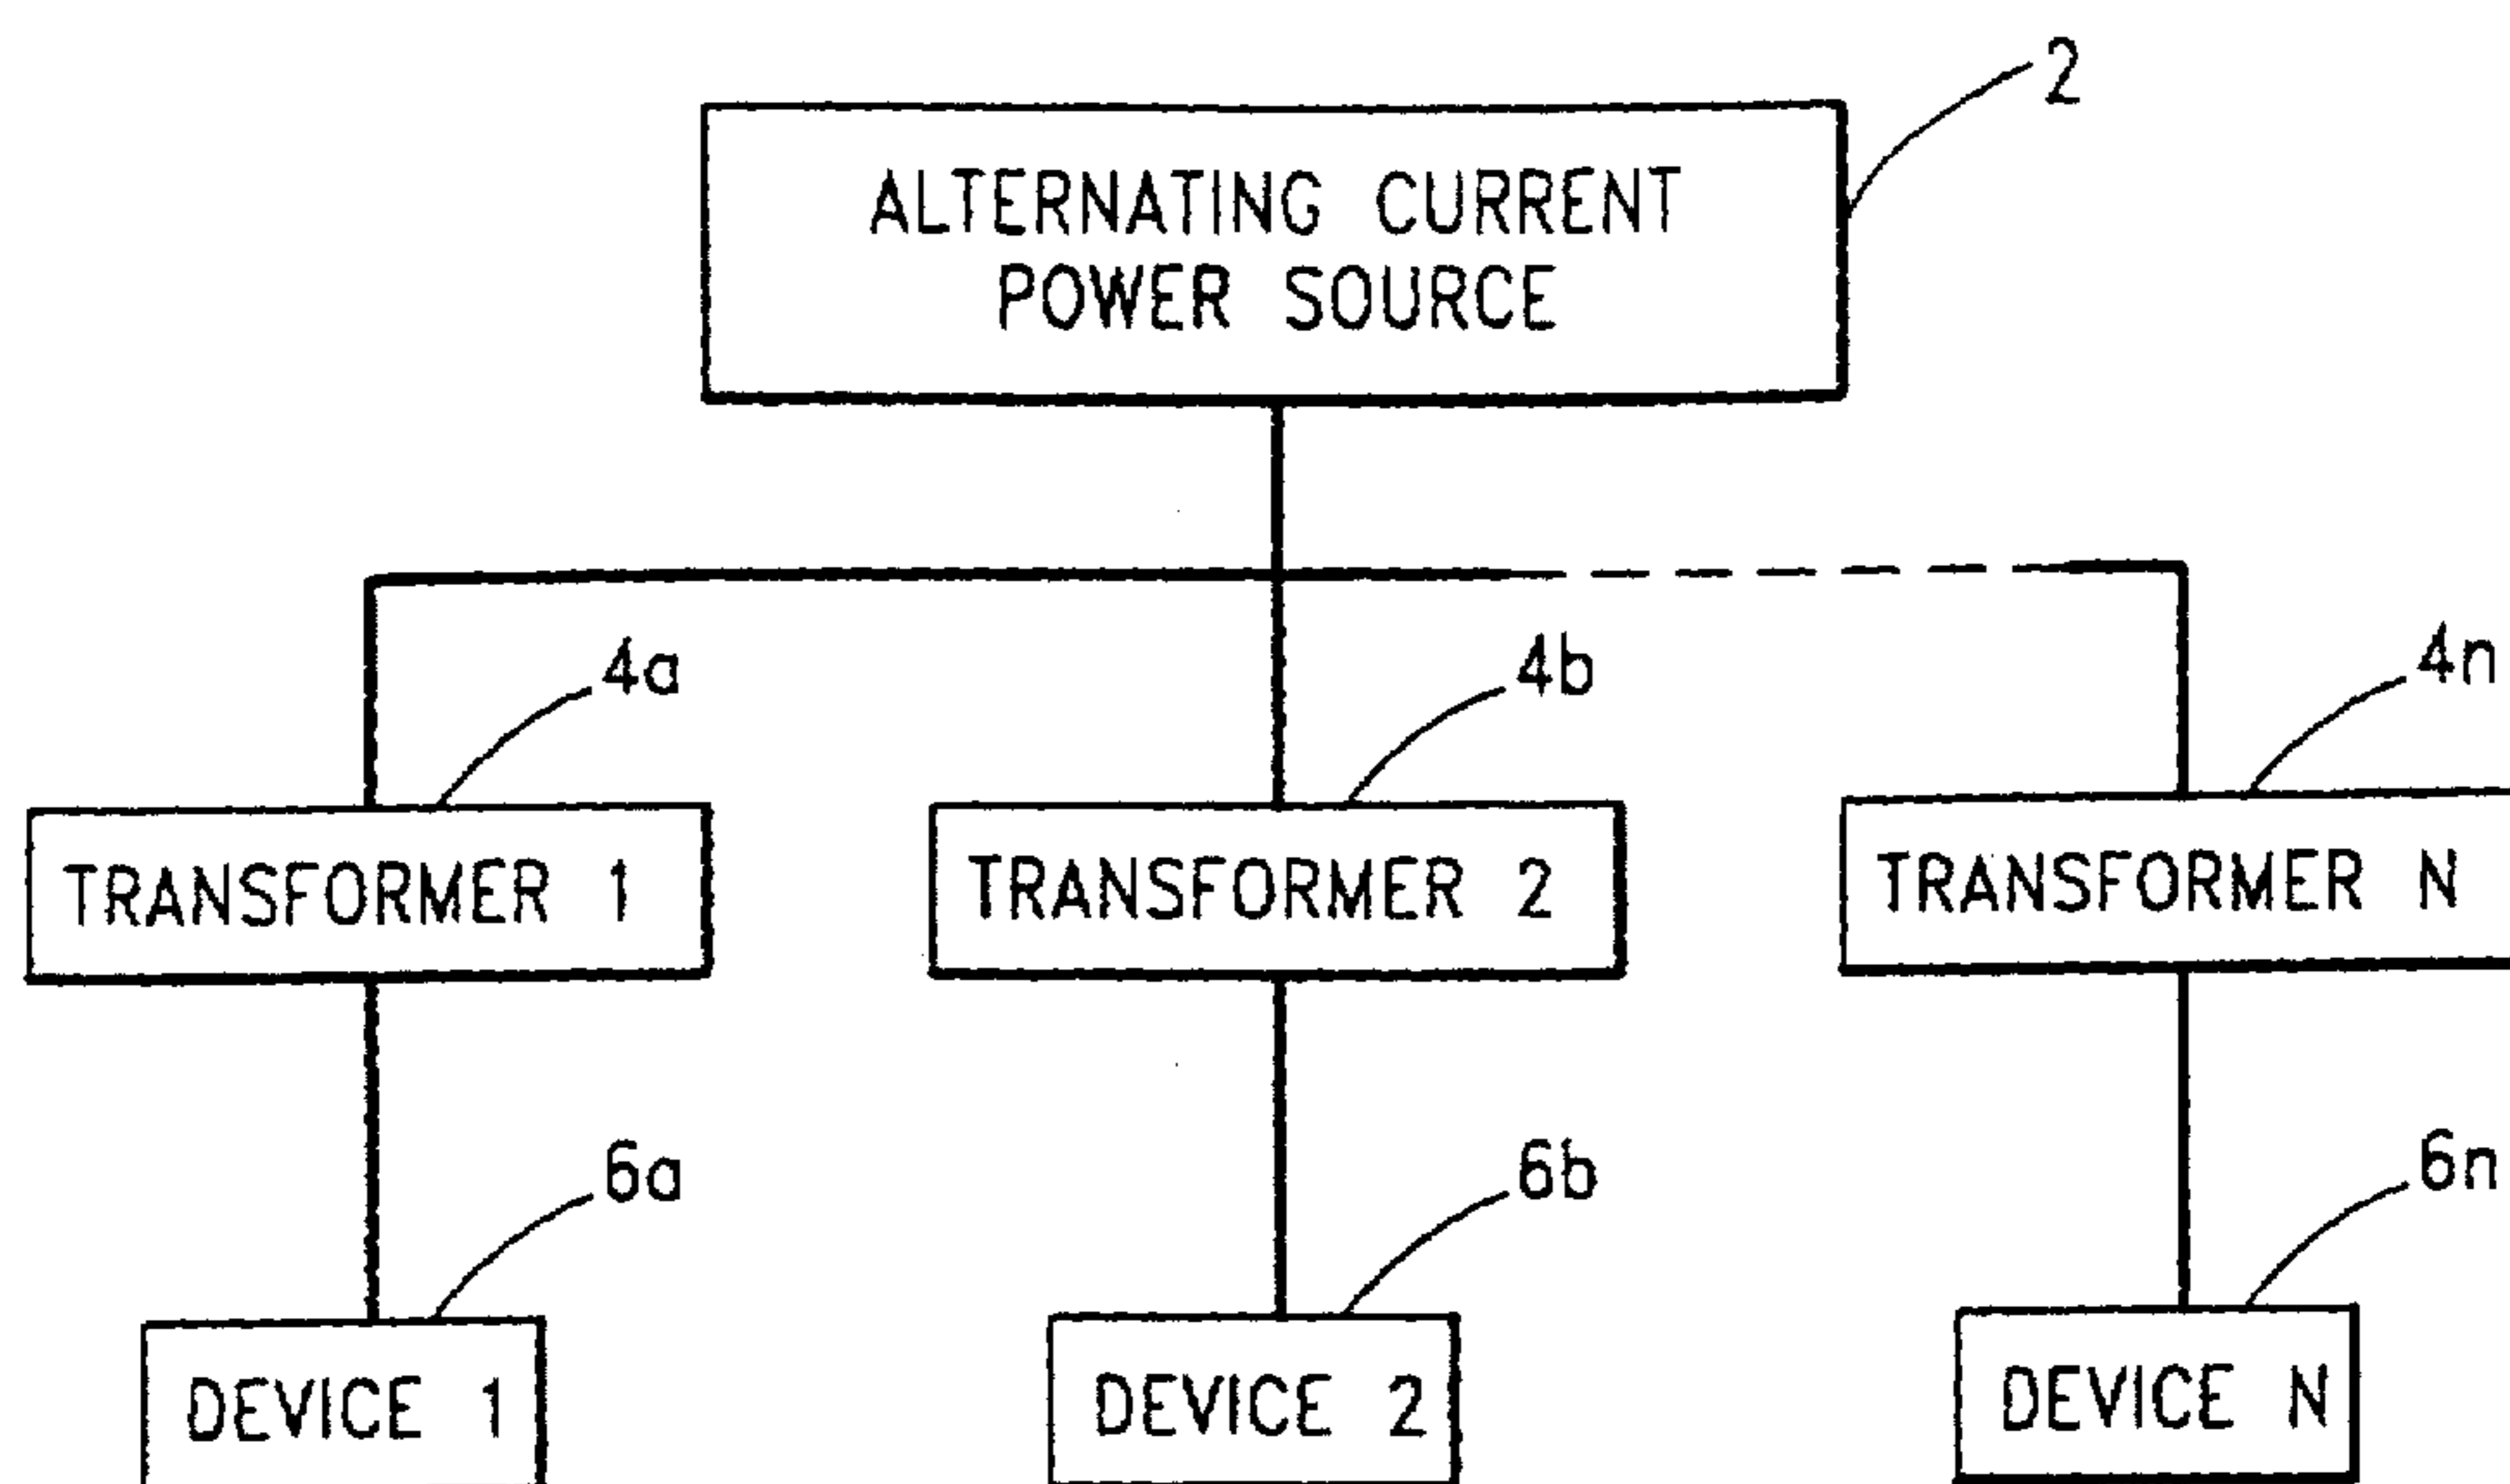 2
ALTERNATING CURRENT
POWER SOURCE
4a
4b
4n
TRANSFORMER 1
TRANSFORMER 2
TRANSFORMER N
6a
6b
6n
DEVICE 1
DEVICE 2
DEVICE N